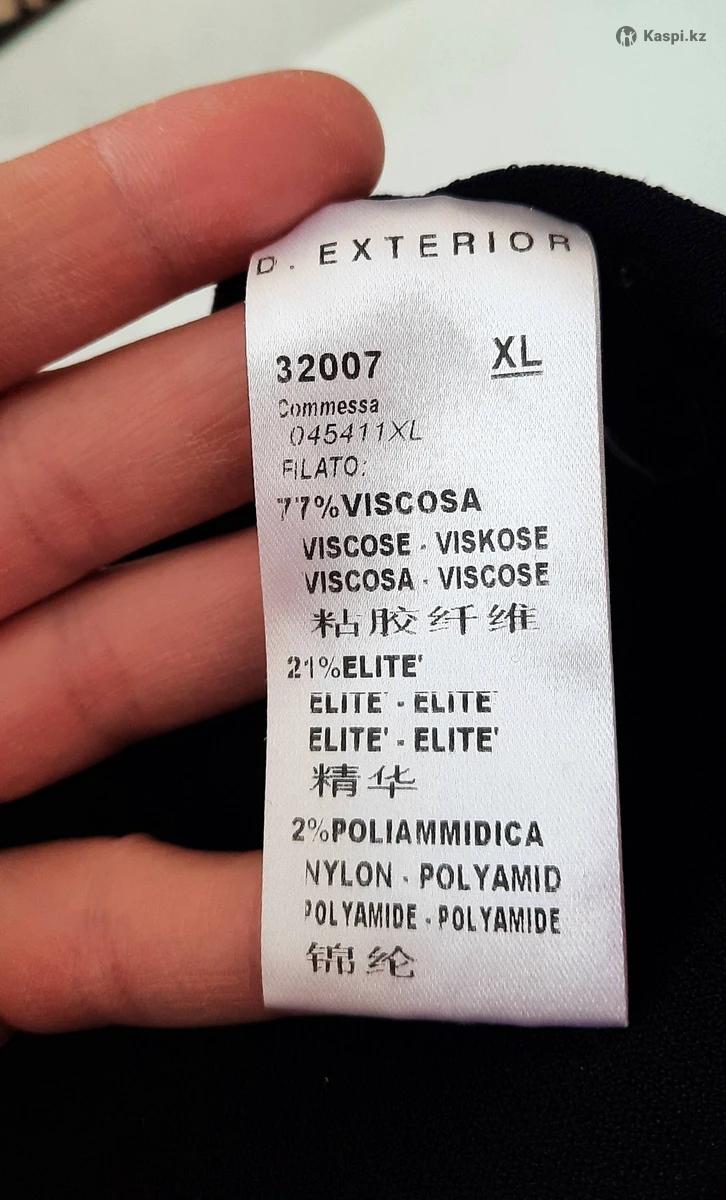 Kaspi.kz
D. EXTERIOR
32007 XL
Commessa
045411XL
FILATO:
77%VISCOSA
VISCOSE - VISKOSE
VISCOSA - VISCOSE
粘胶纤维
21%ELITE'
ELITE' - ELITE'
ELITE' - ELITE'
精华
2%POLIAMMIDICA
NYLON - POLYAMID
POLYAMIDE - POLYAMIDE
锦纶